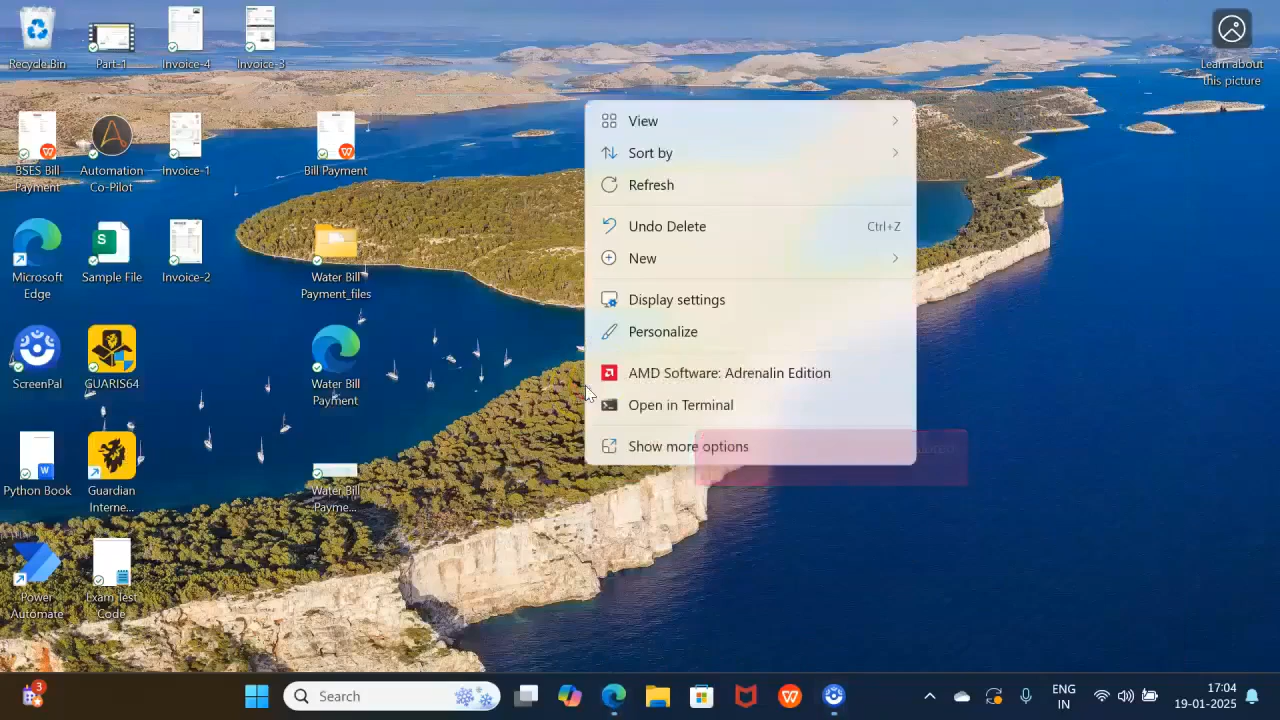 Recycle Bin
Part-1
Invoice-4
Invoice-3
Learn about
this picture
BSES Bill
Payment
Automation
Co-Pilot
Invoice-1
Bill Payment
Microsoft
Edge
Sample File
Invoice-2
Water Bill
Payment_files
ScreenPal
GUARIS64
Water Bill
Payment
Python Book
Guardian
Interne...
Water Bill
Payme...
Power
Automate
Exam Test
Code
View
Sort by
Refresh
Undo Delete Ctrl+Z
New
Display settings
Personalize
AMD Software: Adrenalin Edition
Open in Terminal
Show more options
3
Search
ENG
IN
17:04
19-01-2025